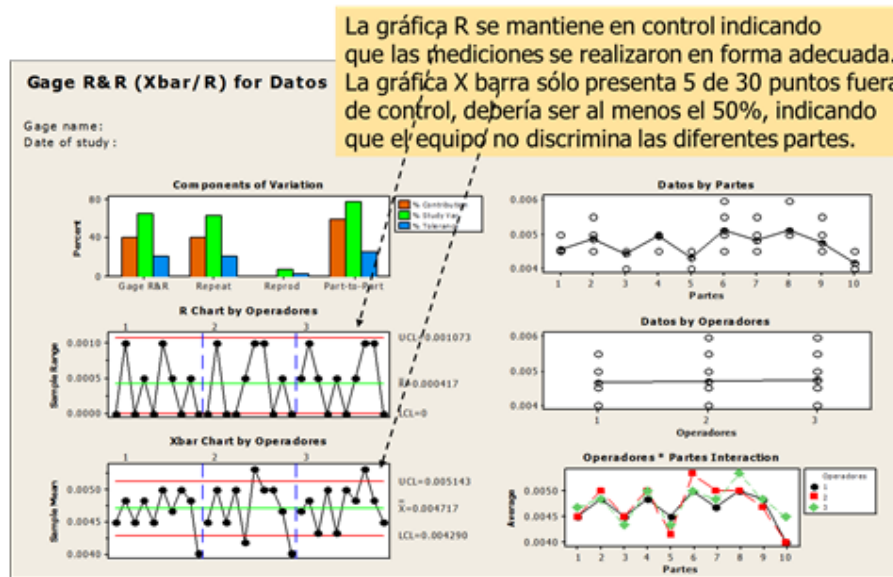 La gráfica R se mantiene en control indicando
que las mediciones se realizaron en forma adecuada.
La gráfica X barra sólo presenta 5 de 30 puntos fuera
de control, debería ser al menos el 50%, indicando
que el equipo no discrimina las diferentes partes.
Gage R&R (Xbar/R) for Datos
Gage name:
Date of study:
Components of Variation
Percent
80
40
0
Gage R&R Repeat Reprod Part-to-Part
% Contribution
% Study Var
% Tolerance
R Chart by Operadores
Sample Range
1 2 3
0.0010
0.0005
0.0000
UCL=0.001073
R=0.000417
LCL=0
Xbar Chart by Operadores
Sample Mean
1 2 3
0.0050
0.0045
0.0040
UCL=0.005143
X=0.004717
LCL=0.004290
Datos by Partes
0.006
0.005
0.004
1 2 3 4 5 6 7 8 9 10
Partes
Datos by Operadores
0.006
0.005
0.004
1 2 3
Operadores
Operadores * Partes Interaction
Average
0.0050
0.0045
0.0040
1 2 3 4 5 6 7 8 9 10
Partes
Operadores
1
2
3